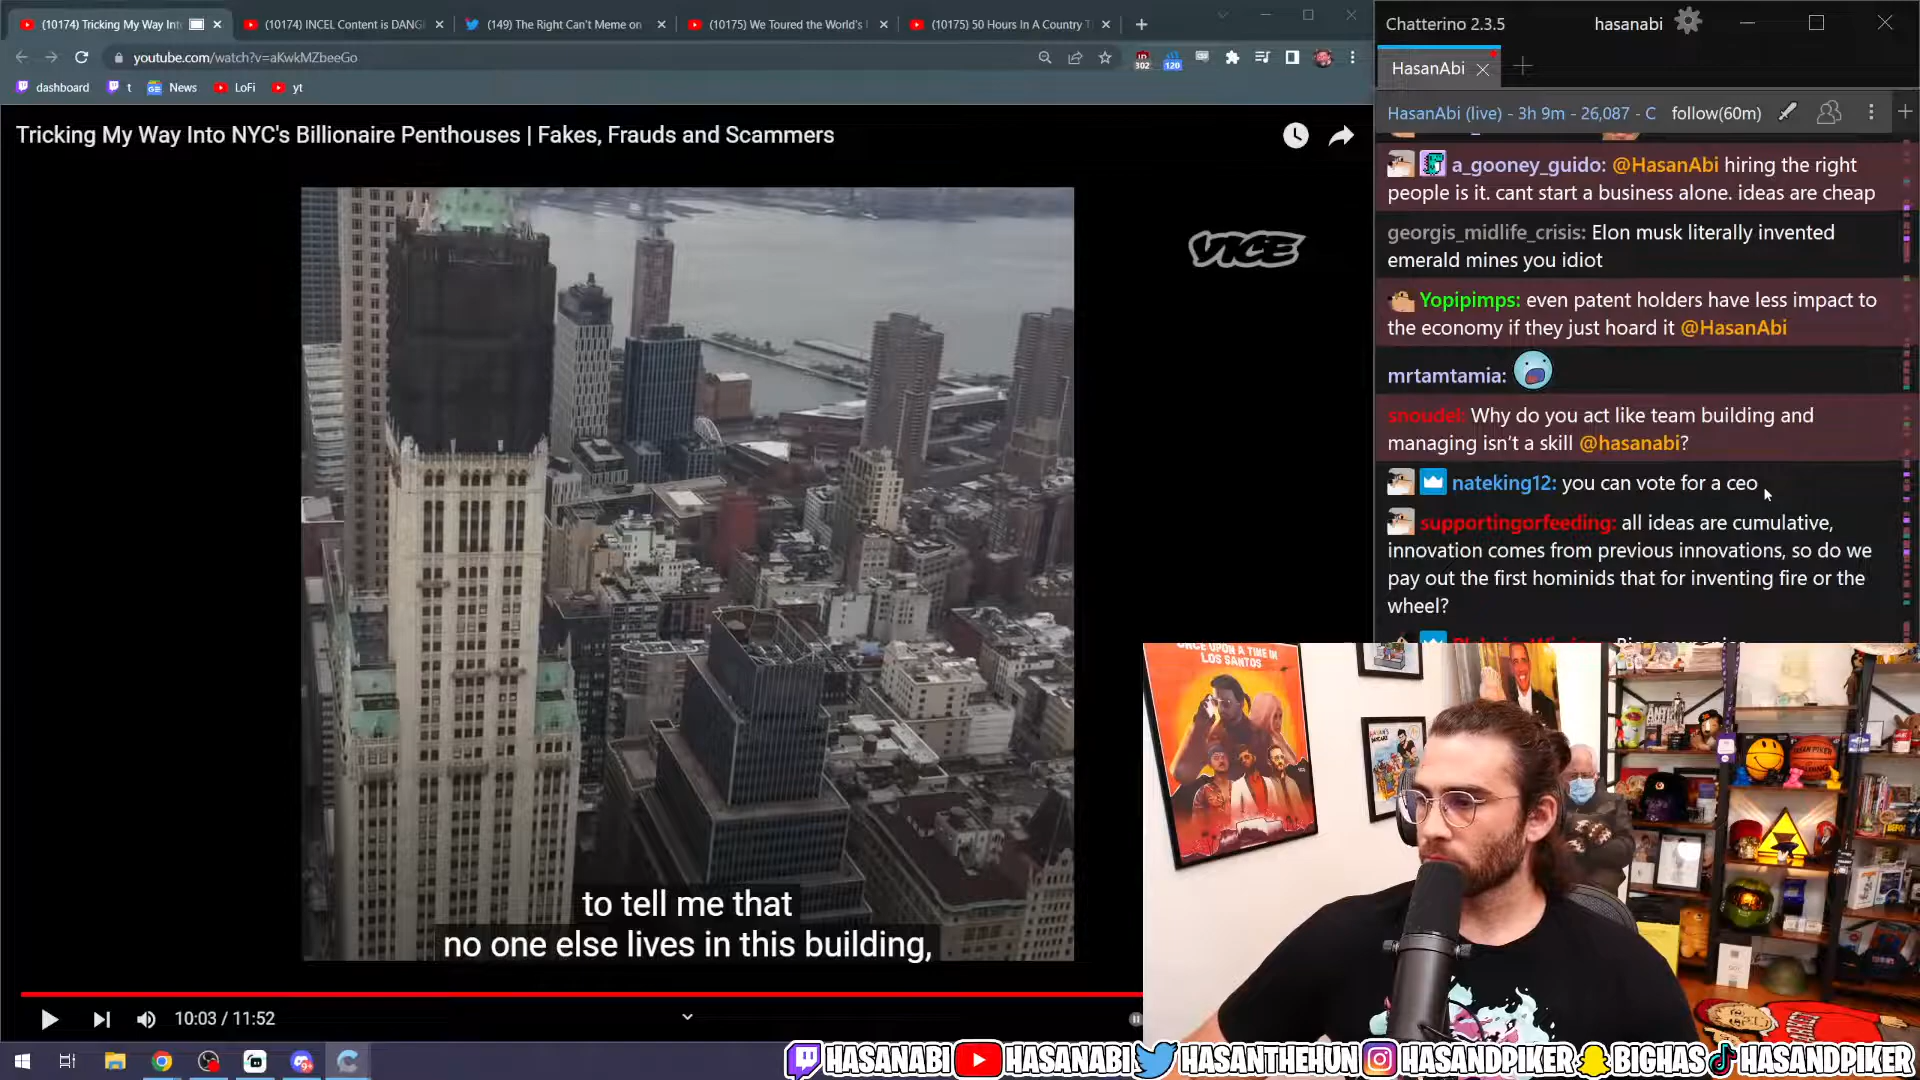 (10174) Tricking My Way Int
(10174) INCEL Content is DANG
(149) The Right Can't Meme on
(10175) We Toured the World's
(10175) 50 Hours In A Country T
youtube.com/watch?v=aKwkMZbeeGo
302
120
dashboard
t
News
LoFi
yt
Tricking My Way Into NYC's Billionaire Penthouses | Fakes, Frauds and Scammers
VICE
to tell me that
no one else lives in this building,
10:03 / 11:52
Chatterino 2.3.5
hasanabi
HasanAbi
HasanAbi (live) - 3h 9m - 26,087 - C
follow(60m)
a_gooney_guido: @HasanAbi hiring the right
people is it. cant start a business alone. ideas are cheap
georgis_midlife_crisis: Elon musk literally invented
emerald mines you idiot
Yopipimps: even patent holders have less impact to
the economy if they just hoard it @HasanAbi
mrtamtamia:
snoudel: Why do you act like team building and
managing isn't a skill @hasanabi?
nateking12: you can vote for a ceo
supportingorfeeding: all ideas are cumulative,
innovation comes from previous innovations, so do we
pay out the first hominids that for inventing fire or the
wheel?
ONCE UPON A TIME IN
LOS SANTOS
HASANABI
HASANABI
HASANTHEHUN
HASANDPIKER
BIGHAS
HASANDPIKER